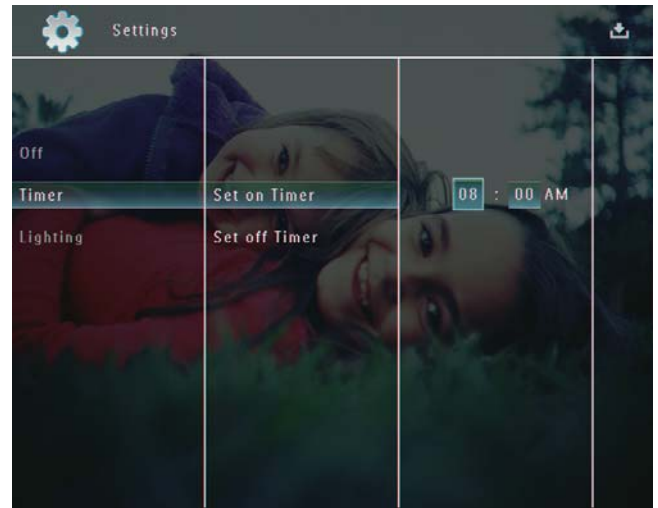 Settings
Off
Timer
Set on Timer
08 : 00 AM
Lighting
Set off Timer